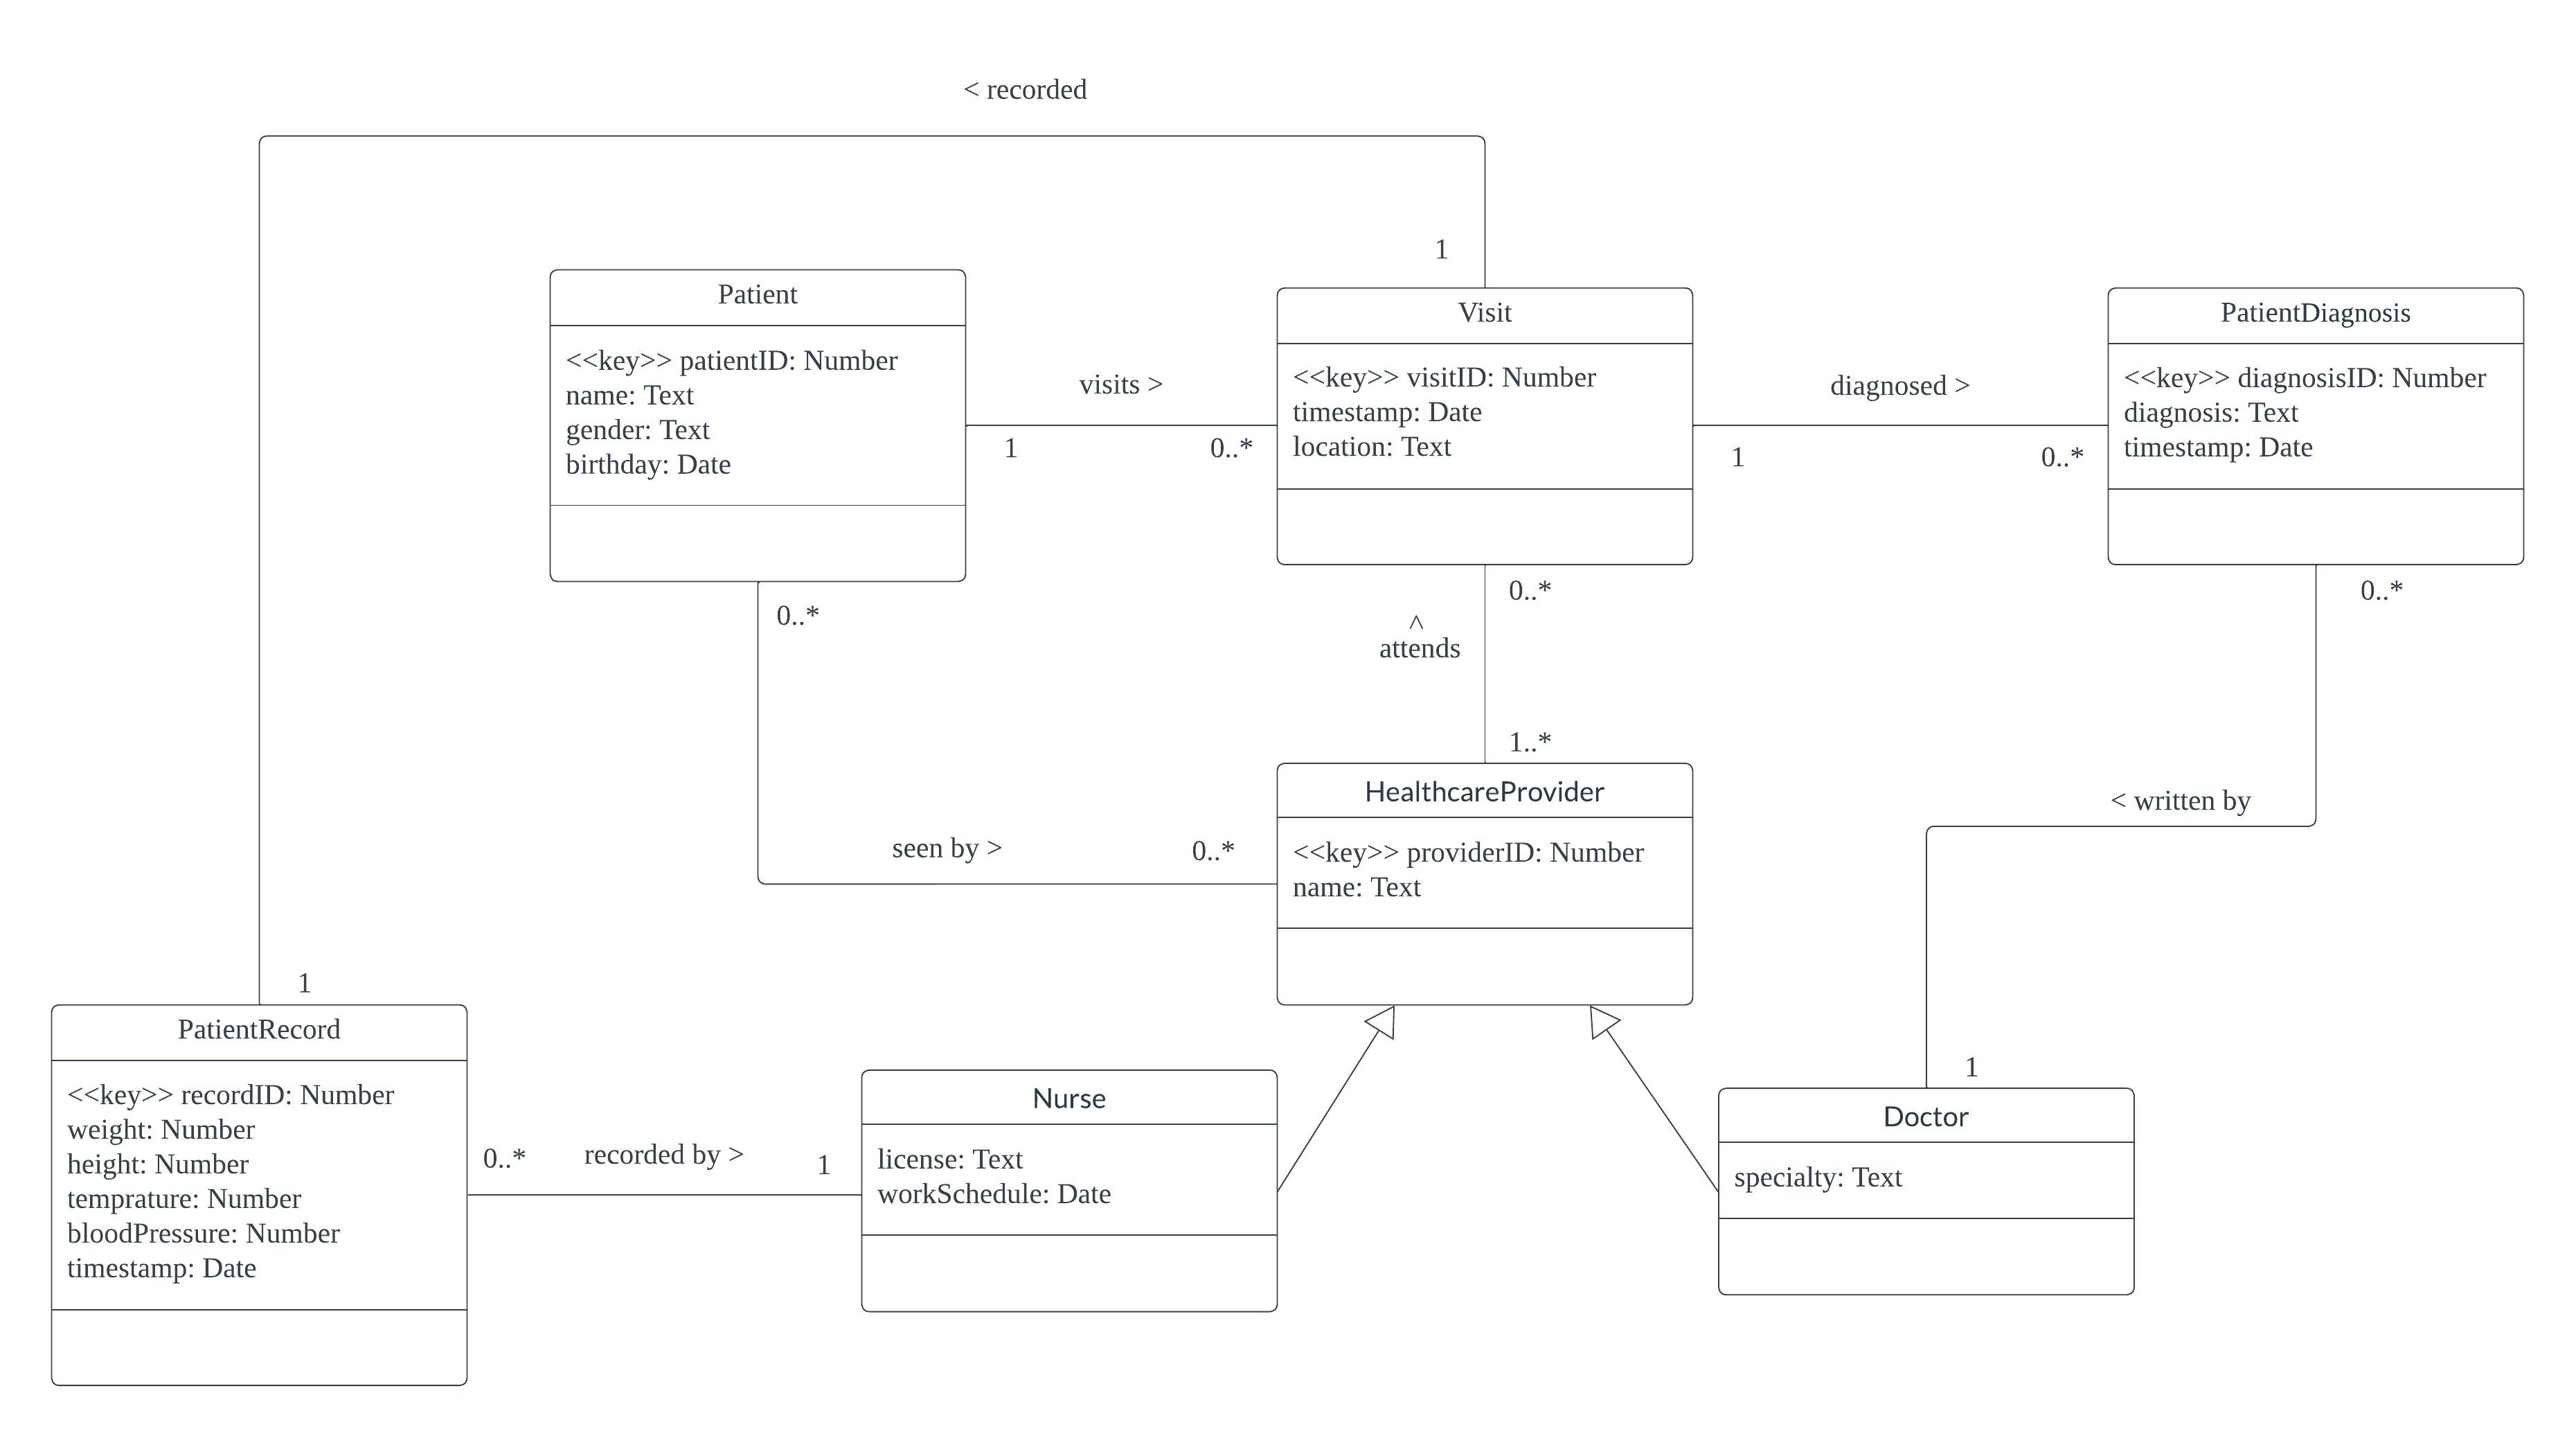 < recorded
1
Patient
<<key>> patientID: Number
name: Text
gender: Text
birthday: Date
visits >
1
0..*
Visit
<<key>> visitID: Number
timestamp: Date
location: Text
diagnosed >
1
0..*
PatientDiagnosis
<<key>> diagnosisID: Number
diagnosis: Text
timestamp: Date
0..*
0..*
^
attends
1..*
0..*
< written by
seen by >
0..*
HealthcareProvider
<<key>> providerID: Number
name: Text
1
PatientRecord
<<key>> recordID: Number
weight: Number
height: Number
temprature: Number
bloodPressure: Number
timestamp: Date
0..*
recorded by >
1
Nurse
license: Text
workSchedule: Date
1
Doctor
specialty: Text